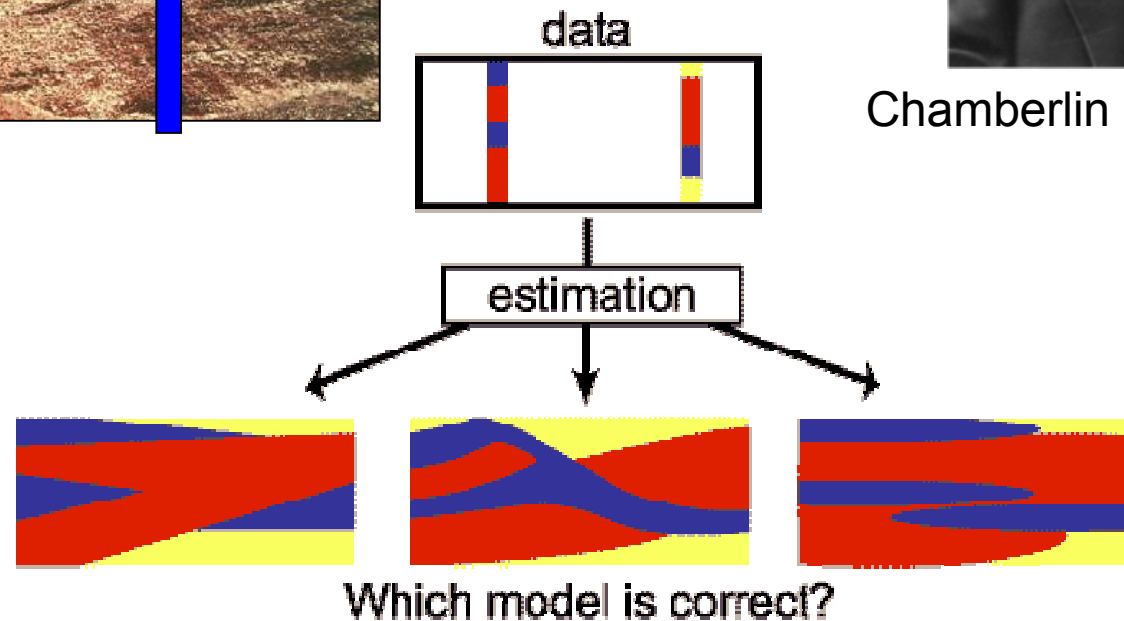 data
Chamberlin
estimation
Which model is correct?